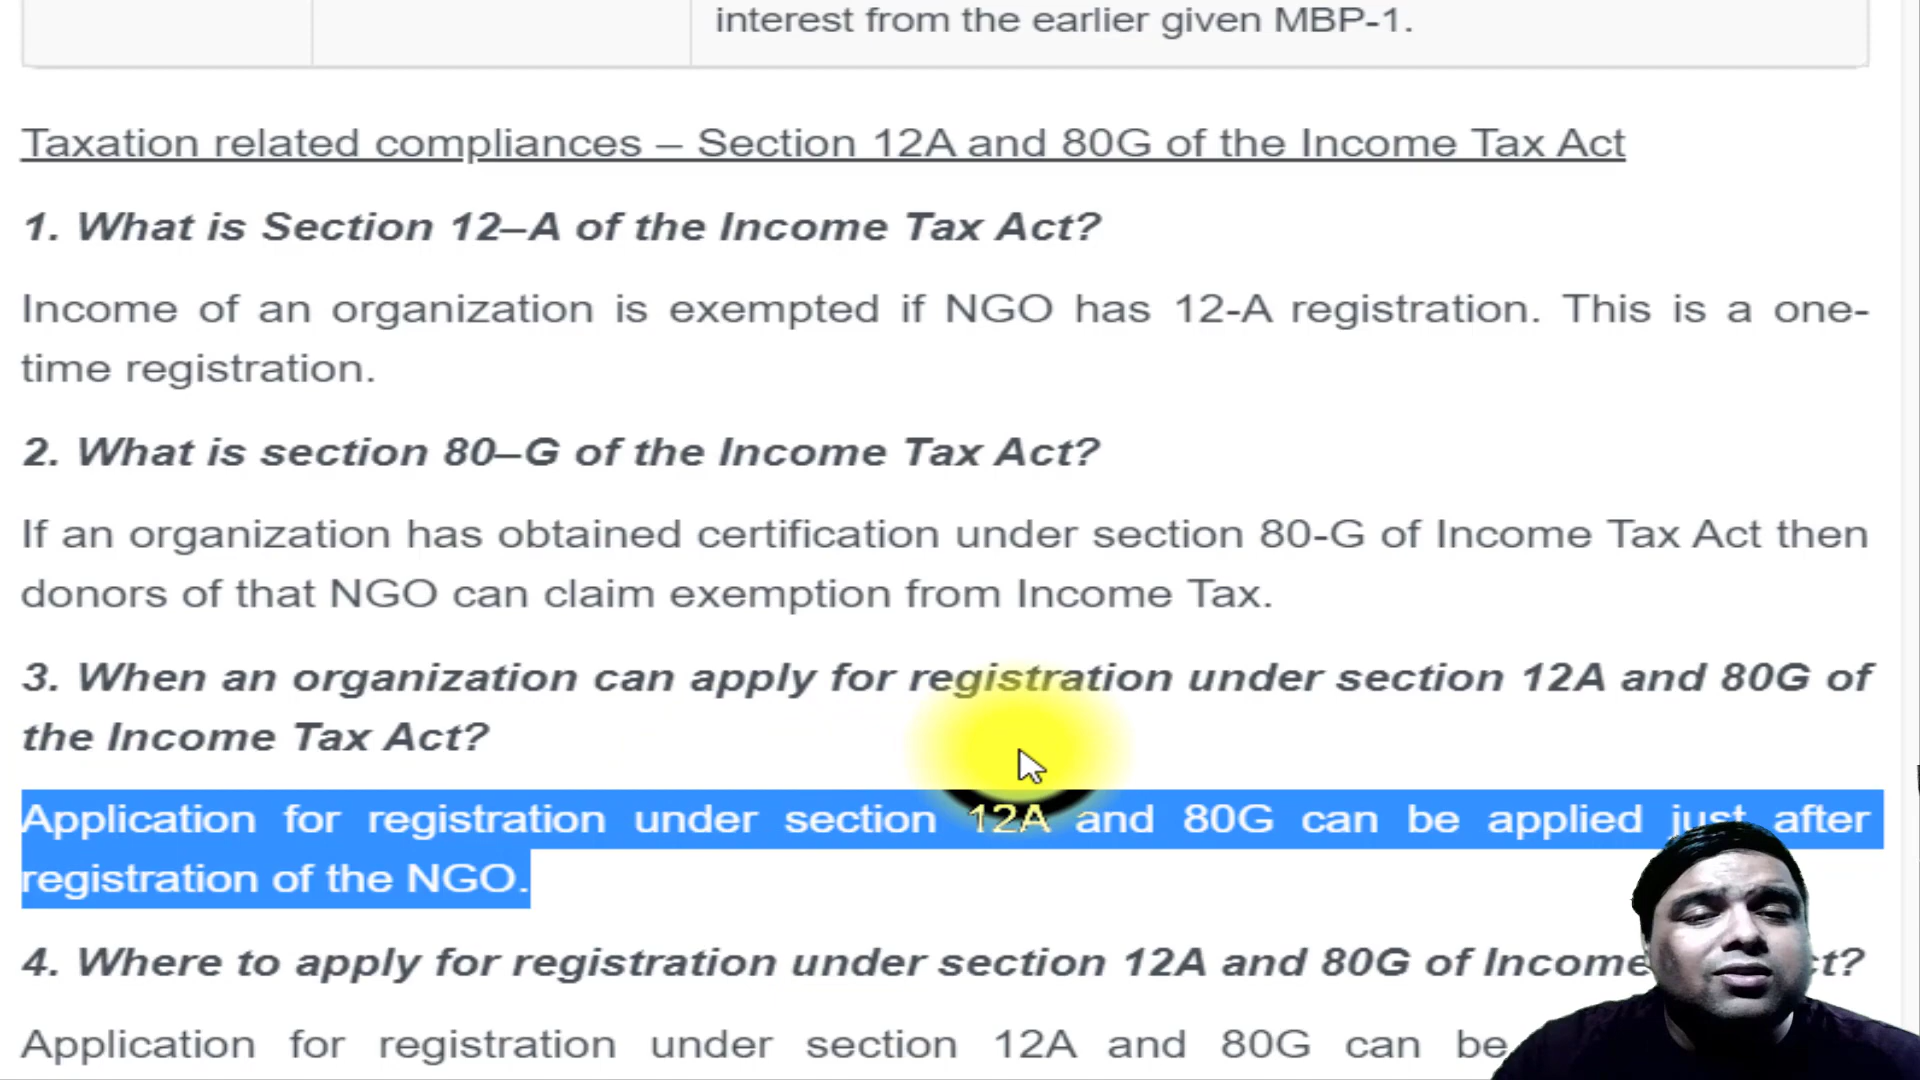 interest from the earlier given MBP-1.
Taxation related compliances – Section 12A and 80G of the Income Tax Act
1. What is Section 12–A of the Income Tax Act?
Income of an organization is exempted if NGO has 12-A registration. This is a one-
time registration.
2. What is section 80–G of the Income Tax Act?
If an organization has obtained certification under section 80-G of Income Tax Act then
donors of that NGO can claim exemption from Income Tax.
3. When an organization can apply for registration under section 12A and 80G of
the Income Tax Act?
Application for registration under section 12A and 80G can be applied just after
registration of the NGO.
4. Where to apply for registration under section 12A and 80G of Income ct?
Application for registration under section 12A and 80G can be